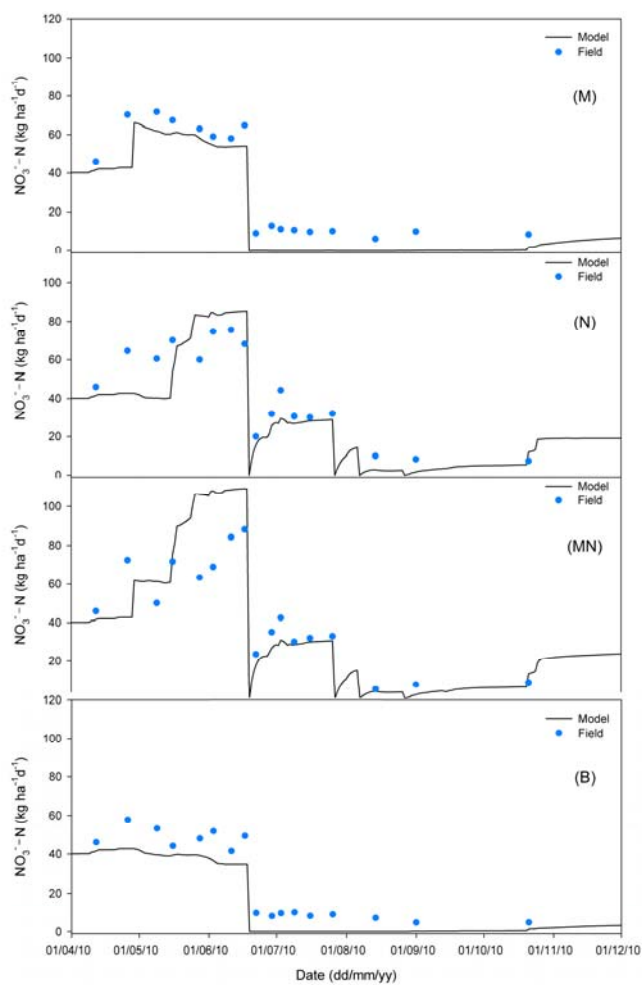 120
100
80
60
40
20
0
NO₃⁻–N (kg ha⁻¹d⁻¹)
Model
Field
(M)
80
60
40
20
0
NO₃⁻–N (kg ha⁻¹d⁻¹)
Model
Field
(N)
100
80
60
40
20
NO₃⁻–N (kg ha⁻¹d⁻¹)
Model
Field
(MN)
120
100
80
60
40
20
0
NO₃⁻–N (kg ha⁻¹d⁻¹)
Model
Field
(B)
01/04/10 01/05/10 01/06/10 01/07/10 01/08/10 01/09/10 01/10/10 01/11/10 01/12/10
Date (dd/mm/yy)